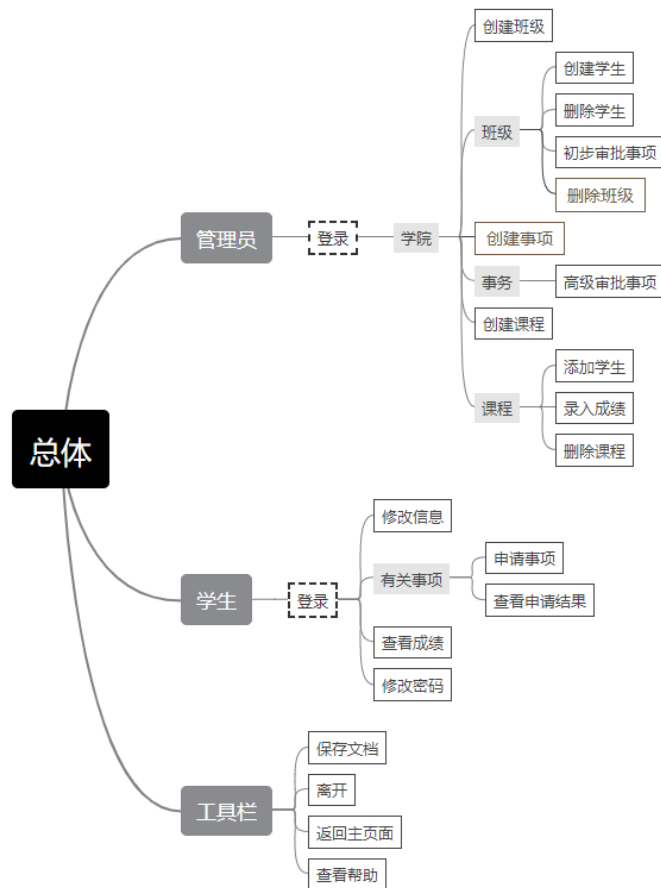 总体
管理员
登录
学院
创建班级
班级
创建学生
删除学生
初步审批事项
删除班级
创建事项
事务
高级审批事项
创建课程
课程
添加学生
录入成绩
删除课程
学生
登录
修改信息
有关事项
申请事项
查看申请结果
查看成绩
修改密码
工具栏
保存文档
离开
返回主页面
查看帮助